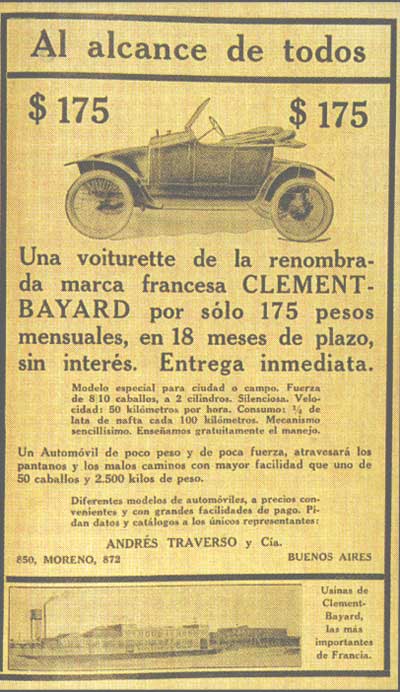 Al alcance de todos
$ 175 $ 175
Una voiturette de la renombra-
da marca francesa CLEMENT-
BAYARD por sólo 175 pesos
mensuales, en 18 meses de plazo,
sin interés. Entrega inmediata.
Modelo especial para ciudad o campo. Fuerza
de 8|10 caballos, a 2 cilindros. Silenciosa. Velo-
cidad: 50 kilómetros por hora. Consumo: ½ de
lata de nafta cada 100 kilómetros. Mecanismo
sencillísimo. Enseñamos gratuitamente el manejo.
Un Automóvil de poco peso y de poca fuerza, atravesará los
pantanos y los malos caminos con mayor facilidad que uno de
50 caballos y 2.500 kilos de peso.
Diferentes modelos de automóviles, a precios con-
venientes y con grandes facilidades de pago. Pi-
dan datos y catálogos a los únicos representantes:
ANDRÉS TRAVERSO y Cía.
850, MORENO, 872 BUENOS AIRES
Usinas de
Clement-
Bayard,
las más
importantes
de Francia.